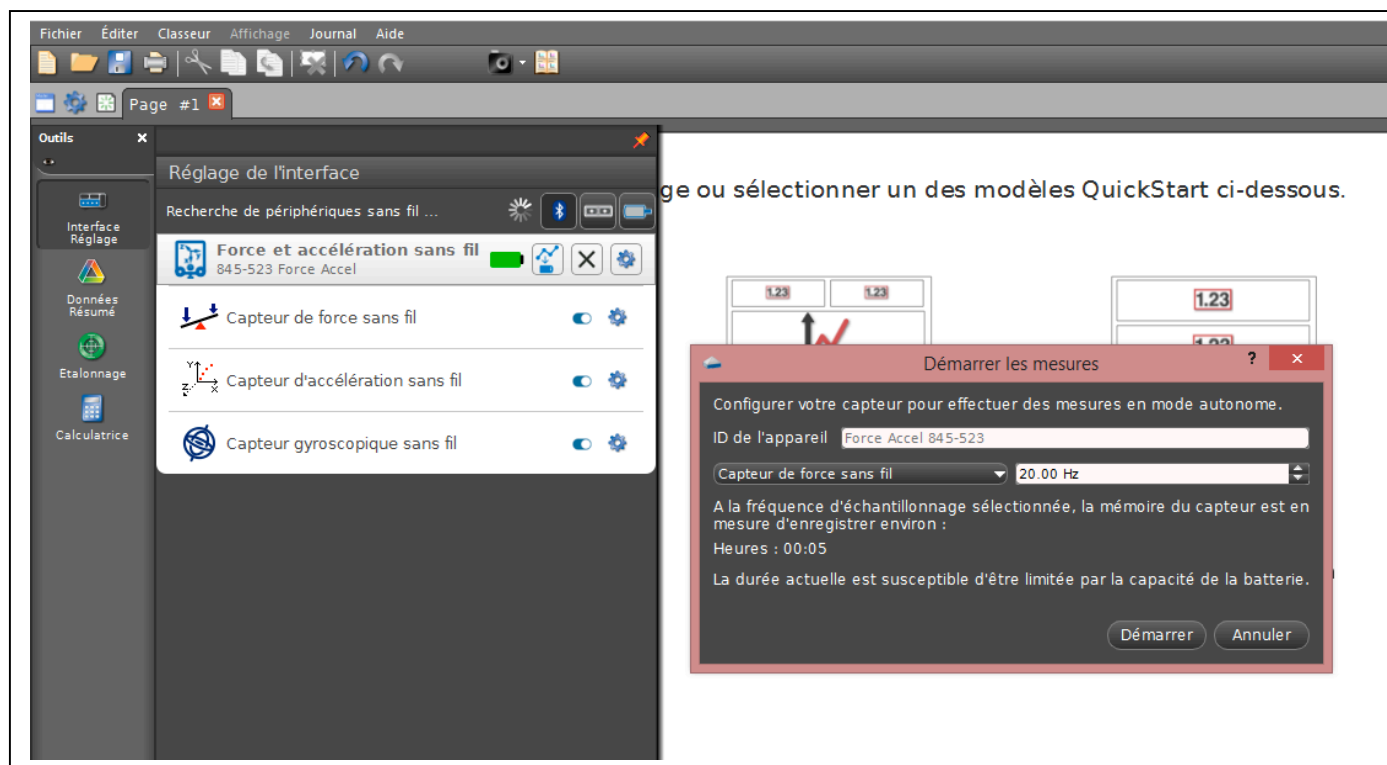 Fichier Éditer Classeur Affichage Journal Aide
Page #1
Outils
Interface
Réglage
Données
Résumé
Etalonnage
Calculatrice
Réglage de l'interface
Recherche de périphériques sans fil ...
Force et accélération sans fil
845-523 Force Accel
Capteur de force sans fil
Y
Z
X
Capteur d'accélération sans fil
Capteur gyroscopique sans fil
ge ou sélectionner un des modèles QuickStart ci-dessous.
1.23 1.23
1.23
1.23
Démarrer les mesures ?
Configurer votre capteur pour effectuer des mesures en mode autonome.
ID de l'appareil Force Accel 845-523
Capteur de force sans fil 20.00 Hz
A la fréquence d'échantillonnage sélectionnée, la mémoire du capteur est en
mesure d'enregistrer environ :
Heures : 00:05
La durée actuelle est susceptible d'être limitée par la capacité de la batterie.
Démarrer Annuler